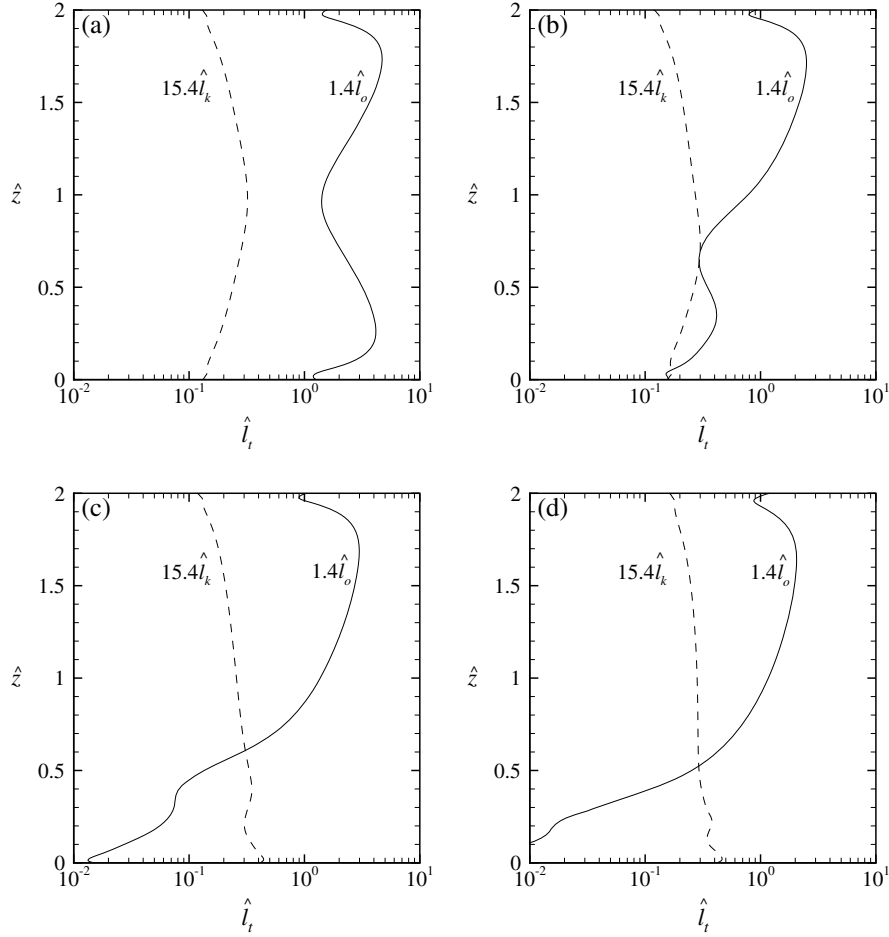 (a)
15.4l̂ₖ
1.4l̂ₒ
ẑ
2
1.5
1
0.5
0
10⁻² 10⁻¹ 10⁰ 10¹
l̂ₜ
(b)
15.4l̂ₖ
1.4l̂ₒ
ẑ
2
1.5
1
0.5
0
10⁻² 10⁻¹ 10⁰ 10¹
l̂ₜ
(c)
15.4l̂ₖ
1.4l̂ₒ
ẑ
2
1.5
1
0.5
0
10⁻² 10⁻¹ 10⁰ 10¹
l̂ₜ
(d)
15.4l̂ₖ
1.4l̂ₒ
ẑ
2
1.5
1
0.5
0
10⁻² 10⁻¹ 10⁰ 10¹
l̂ₜ